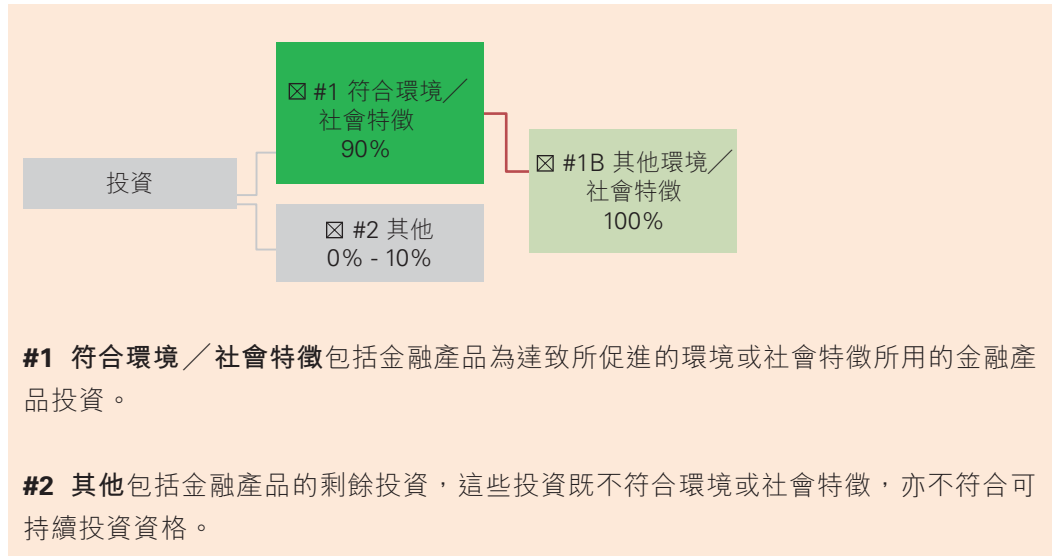 ☒ #1 符合環境／
社會特徵
90%
☒ #1B 其他環境／
社會特徵
100%
投資
☒ #2 其他
0% - 10%
#1 符合環境／社會特徵包括金融產品為達致所促進的環境或社會特徵所用的金融產
品投資。
#2 其他包括金融產品的剩餘投資，這些投資既不符合環境或社會特徵，亦不符合可
持續投資資格。